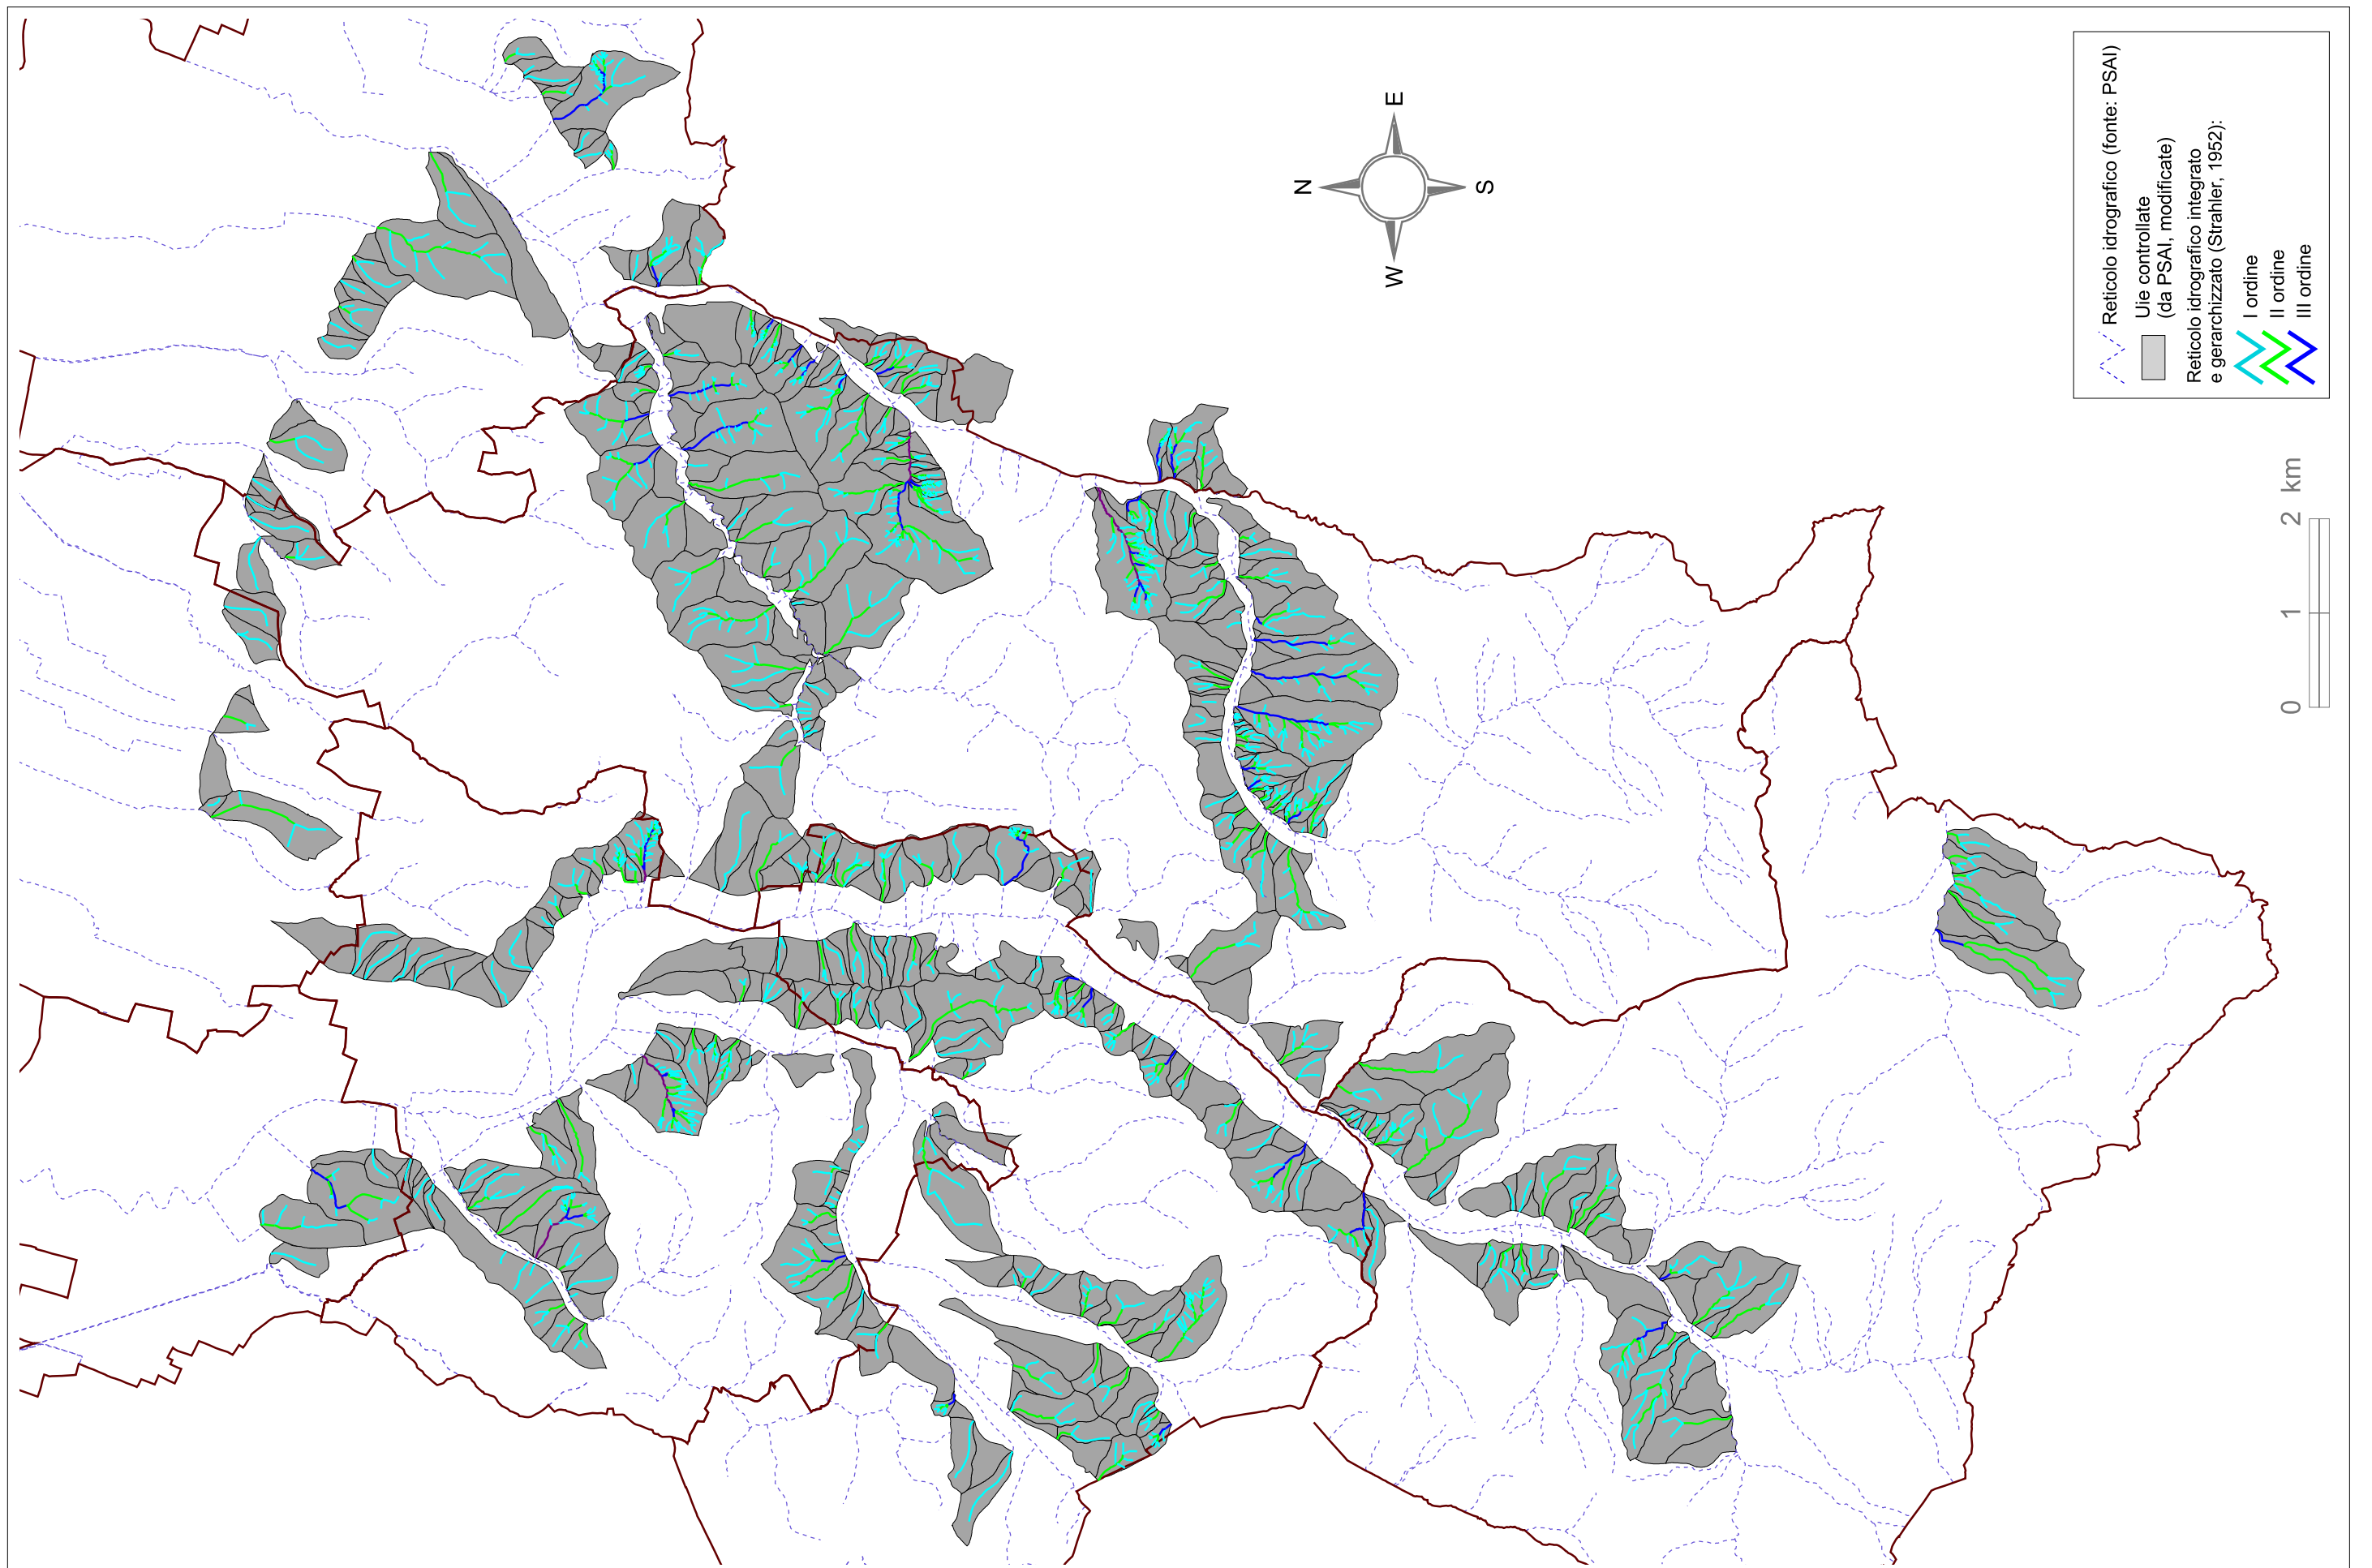 N
E
S
W
Reticolo idrografico (fonte: PSAI)
Uie controllate
(da PSAI, modificate)
Reticolo idrografico integrato
e gerarchizzato (Strahler, 1952):
I ordine
II ordine
III ordine
0 1 2 km